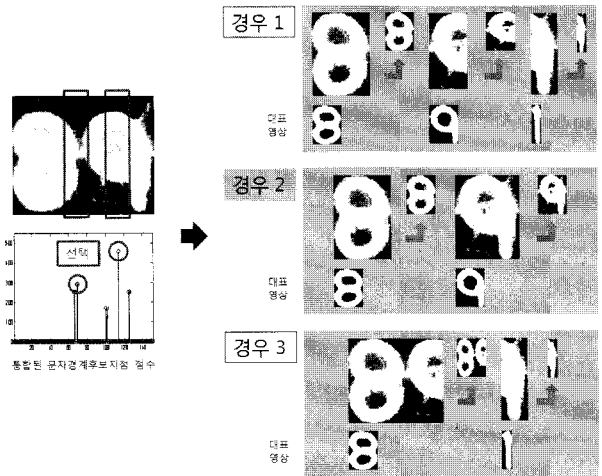 경우 1
대표
영상
선택
통합된 문자경계후보지점 점수
경우 2
대표
영상
경우 3
대표
영상